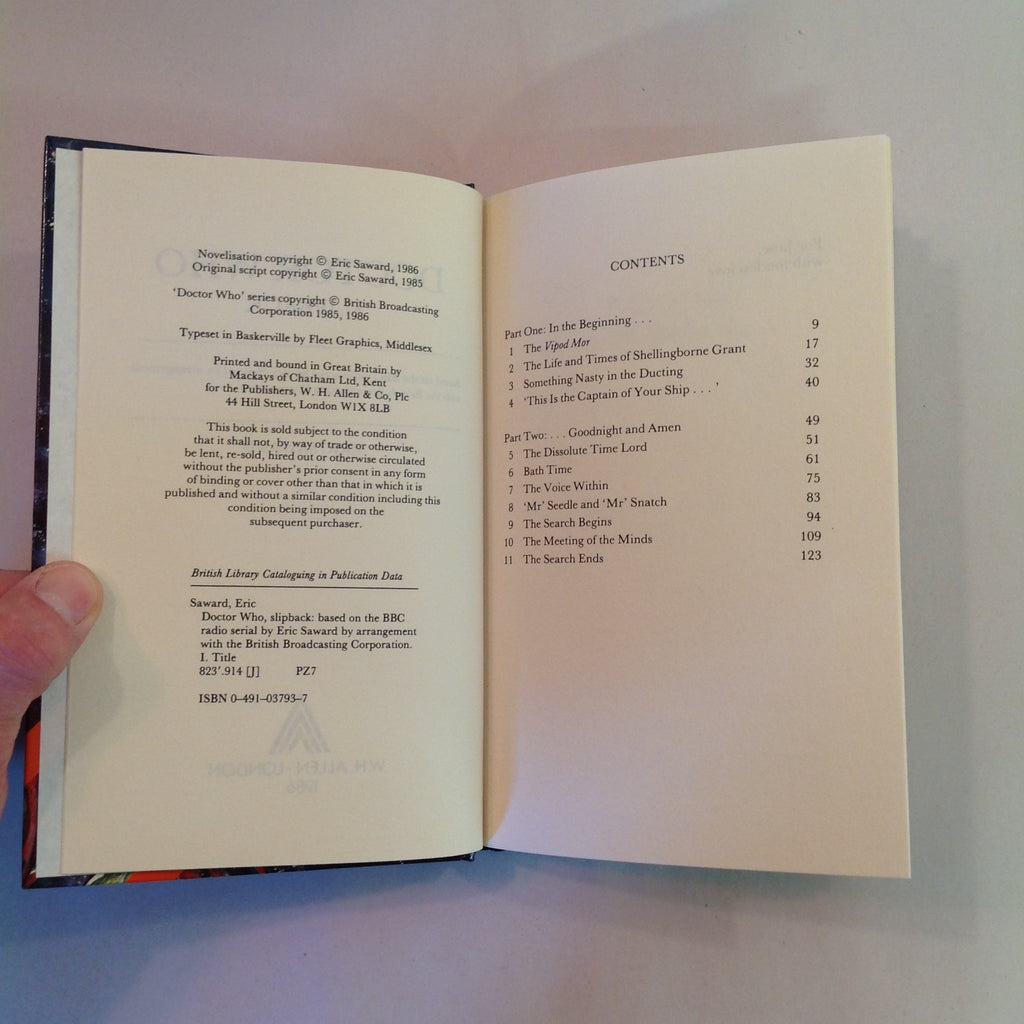 Novelisation copyright © Eric Saward, 1986
Original script copyright © Eric Saward, 1985
'Doctor Who' series copyright © British Broadcasting
Corporation 1985, 1986
Typeset in Baskerville by Fleet Graphics, Middlesex
Printed and bound in Great Britain by
Mackays of Chatham Ltd, Kent
for the Publishers, W. H. Allen & Co, Plc
44 Hill Street, London W1X 8LB
This book is sold subject to the condition
that it shall not, by way of trade or otherwise,
be lent, re-sold, hired out or otherwise circulated
without the publisher's prior consent in any form
of binding or cover other than that in which it is
published and without a similar condition including this
condition being imposed on the
subsequent purchaser.
British Library Cataloguing in Publication Data
Saward, Eric
Doctor Who, slipback: based on the BBC
radio serial by Eric Saward by arrangement
with the British Broadcasting Corporation.
I. Title
823'.914 [J] PZ7
ISBN 0–491–03793–7
CONTENTS
Part One: In the Beginning . . .
1 The Vipod Mor 9
2 The Life and Times of Shellingborne Grant 17
3 Something Nasty in the Ducting 32
4 'This Is the Captain of Your Ship . . . ' 40
Part Two: . . . Goodnight and Amen 49
5 The Dissolute Time Lord 51
6 Bath Time 61
7 The Voice Within 75
8 'Mr' Seedle and 'Mr' Snatch 83
9 The Search Begins 94
10 The Meeting of the Minds 109
11 The Search Ends 123